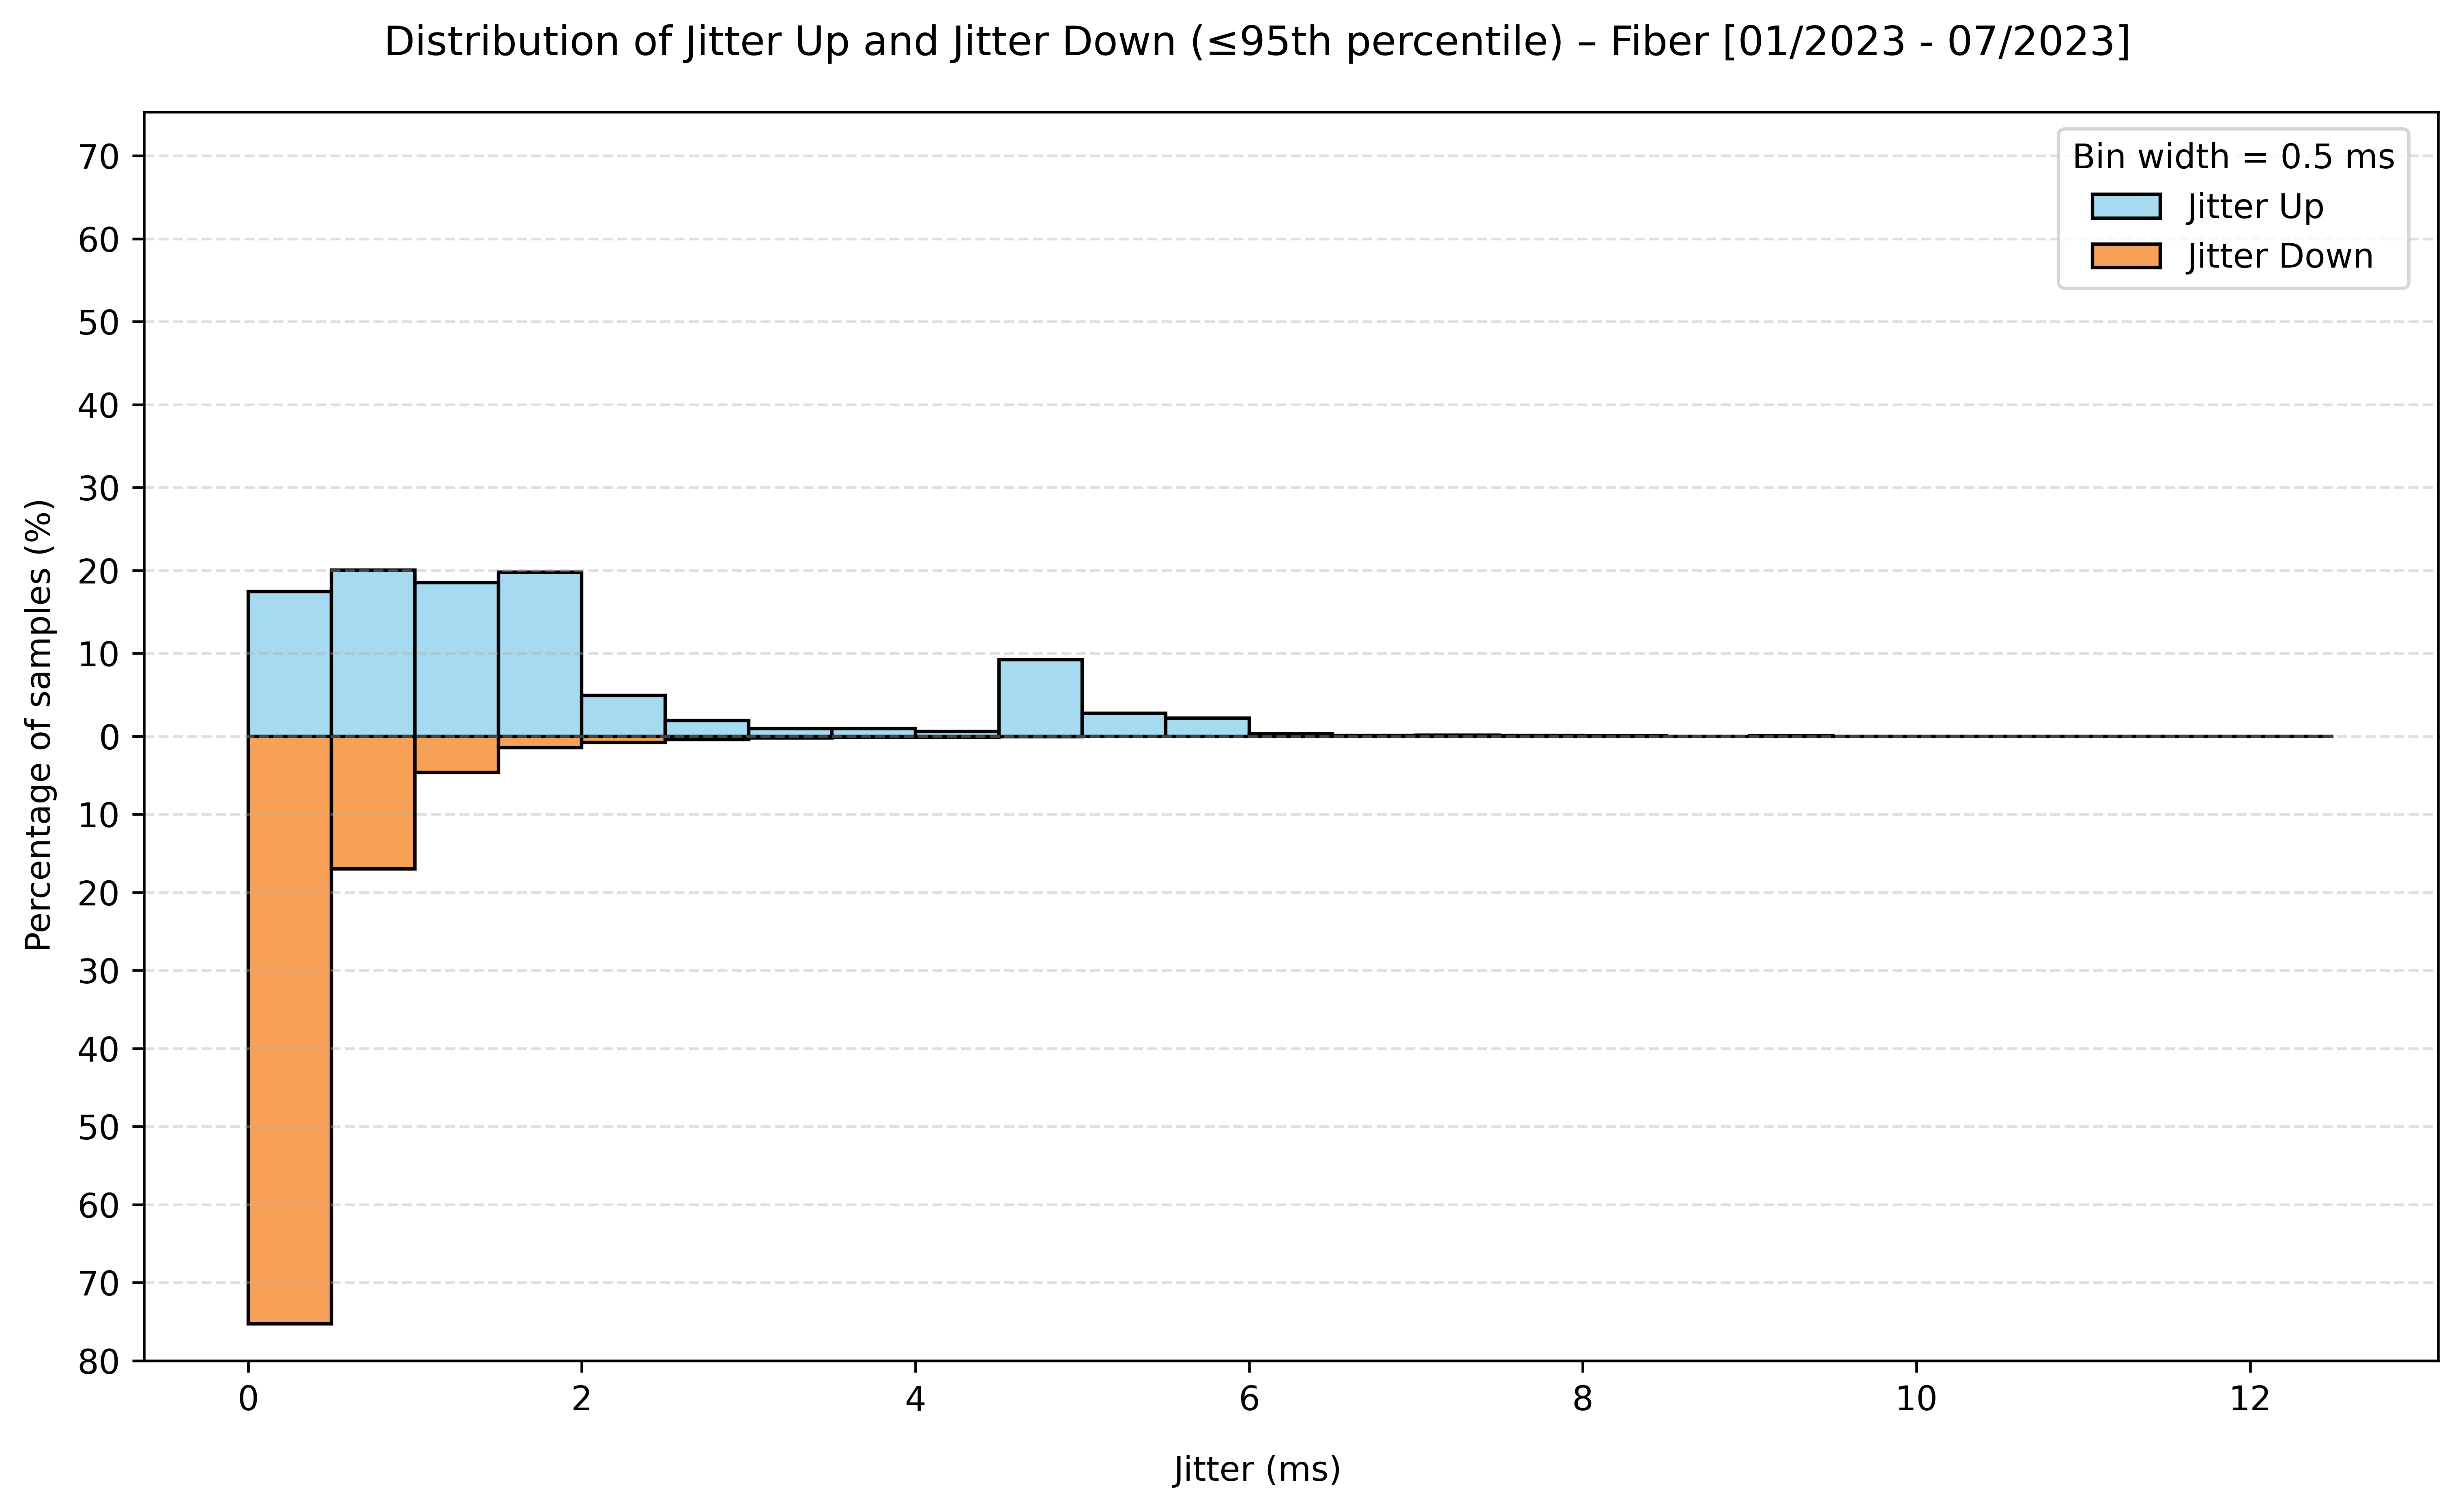 Distribution of Jitter Up and Jitter Down (≤95th percentile) – Fiber [01/2023 - 07/2023]
Bin width = 0.5 ms
Jitter Up
Jitter Down
Percentage of samples (%)
70
60
50
40
30
20
10
0
10
20
30
40
50
60
70
80
0 2 4 6 8 10 12
Jitter (ms)